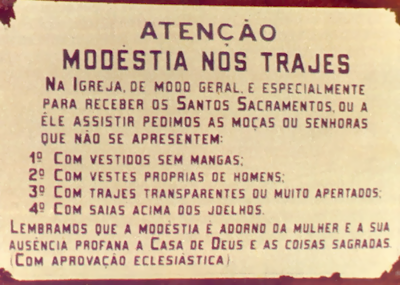 ATENÇÃO
MODÉSTIA NOS TRAJES
NA IGREJA, DE MODO GERAL, E ESPECIALMENTE
PARA RECEBER OS SANTOS SACRAMENTOS, OU A
ÊLE ASSISTIR PEDIMOS AS MOÇAS OU SENHORAS
QUE NÃO SE APRESENTEM:
1º COM VESTIDOS SEM MANGAS;
2º COM VESTES PROPRIAS DE HOMENS;
3º COM TRAJES TRANSPARENTES OU MUITO APERTADOS;
4º COM SAIAS ACIMA DOS JOELHOS.
LEMBRAMOS QUE A MODÉSTIA É ADORNO DA MULHER E A SUA
AUSÊNCIA PROFANA A CASA DE DEUS E AS COISAS SAGRADAS.
(COM APROVAÇÃO ECLESIÁSTICA)